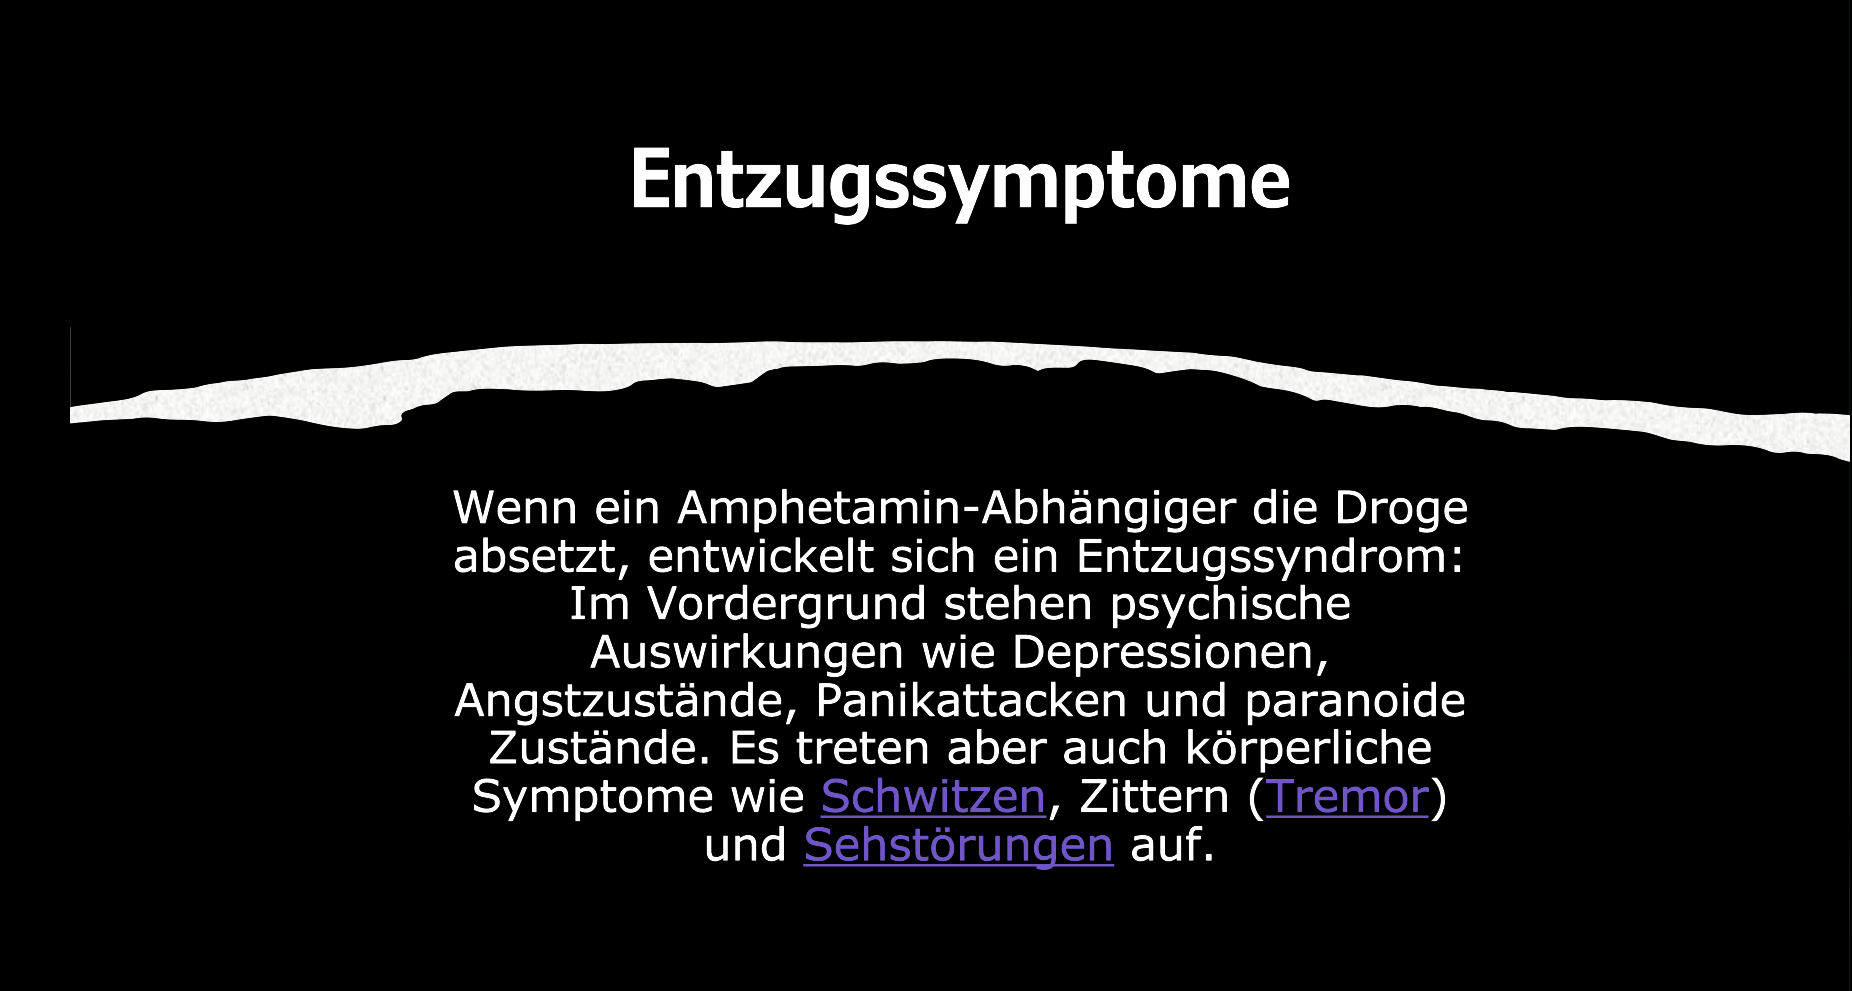 Entzugssymptome
Wenn ein Amphetamin-Abhängiger die Droge
absetzt, entwickelt sich ein Entzugssyndrom:
Im Vordergrund stehen psychische
Auswirkungen wie Depressionen,
Angstzustände, Panikattacken und paranoide
Zustände. Es treten aber auch körperliche
Symptome wie Schwitzen, Zittern (Tremor)
und Sehstörungen auf.